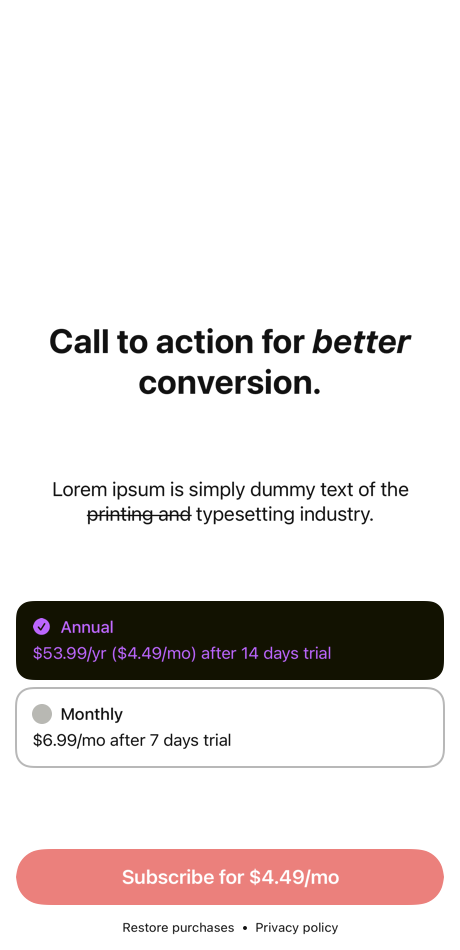 Call to action for better
conversion.
Lorem ipsum is simply dummy text of the
printing and typesetting industry.
Annual
$53.99/yr ($4.49/mo) after 14 days trial
Monthly
$6.99/mo after 7 days trial
Subscribe for $4.49/mo
Restore purchases • Privacy policy